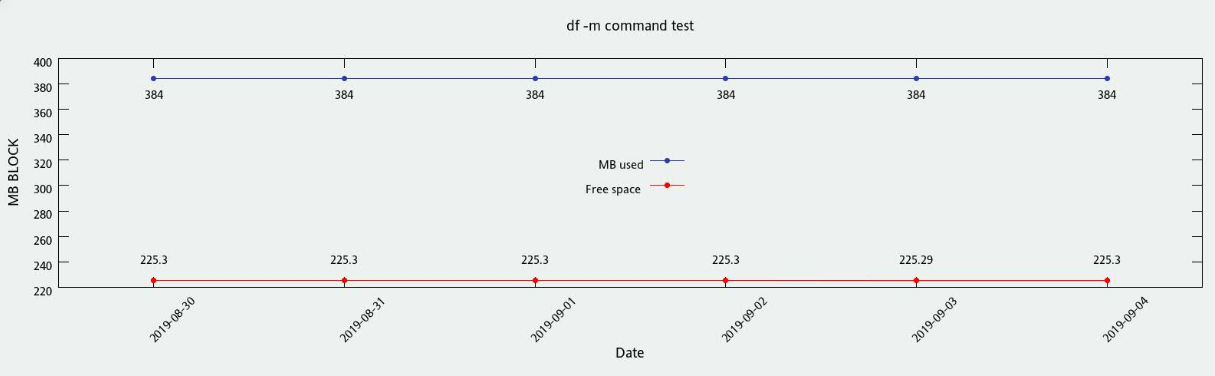 df -m command test
MB BLOCK
400
380
360
340
320
300
280
260
240
220
384 384 384 384 384 384
MB used
Free space
225.3 225.3 225.3 225.3 225.29 225.3
2019-08-30 2019-08-31 2019-09-01 2019-09-02 2019-09-03 2019-09-04
Date